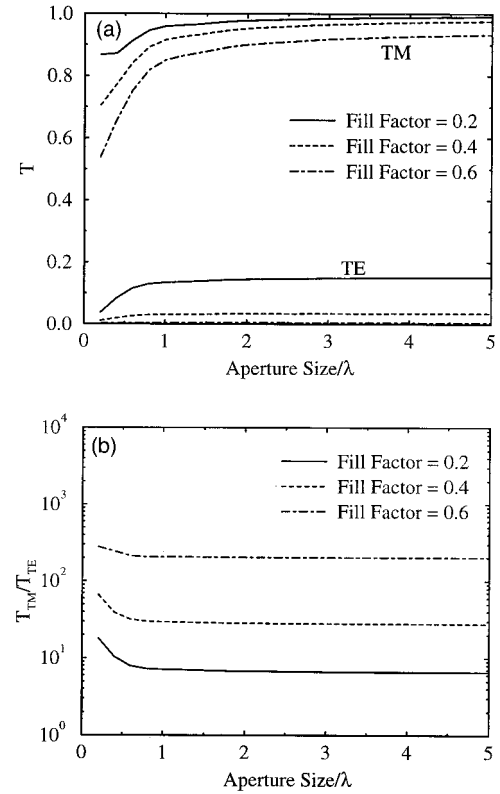 (a)
1.0
0.8
0.6
0.4
0.2
0.0
T
TM
Fill Factor = 0.2
Fill Factor = 0.4
Fill Factor = 0.6
TE
0 1 2 3 4 5
Aperture Size/λ
(b)
10^4
10^3
10^2
10^1
10^0
T_TM/T_TE
Fill Factor = 0.2
Fill Factor = 0.4
Fill Factor = 0.6
0 1 2 3 4 5
Aperture Size/λ